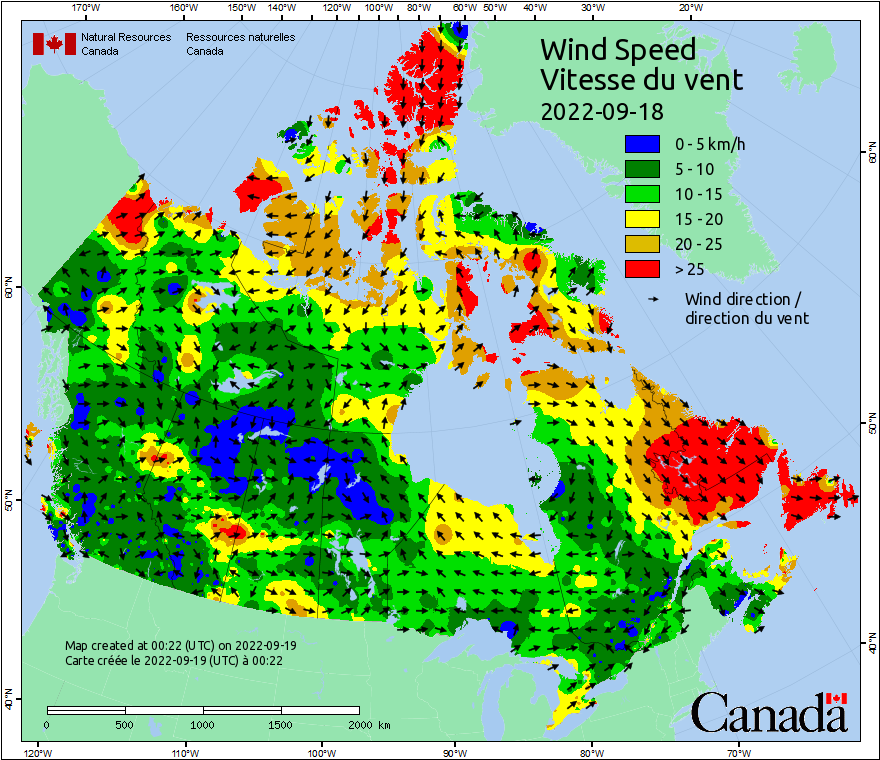 170°W 160°W 150°W 140°W 120°W 100°W 80°W 60°W 50°W 40°W 30°W 20°W
Natural Resources Ressources naturelles
Canada Canada
Wind Speed
Vitesse du vent
2022-09-18
0 - 5 km/h
5 - 10
10 - 15
15 - 20
20 - 25
> 25
Wind direction /
direction du vent
60°N
60°N
50°N
50°N
40°N
40°N
Map created at 00:22 (UTC) on 2022-09-19
Carte créée le 2022-09-19 (UTC) à 00:22
0 500 1000 1500 2000 km
Canada
120°W 110°W 100°W 90°W 80°W 70°W